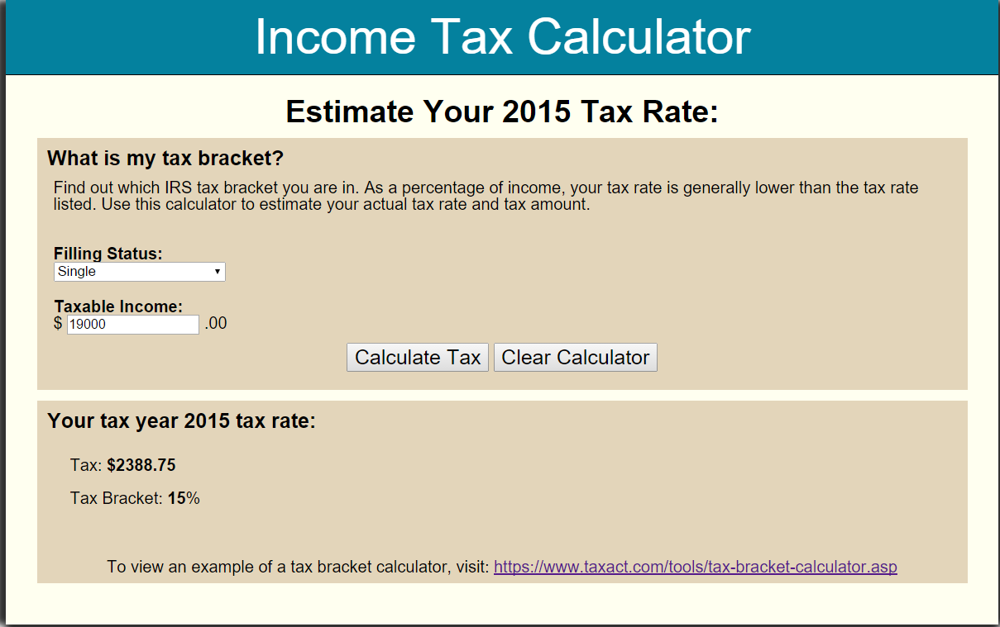 Income Tax Calculator
Estimate Your 2015 Tax Rate:
What is my tax bracket?
Find out which IRS tax bracket you are in. As a percentage of income, your tax rate is generally lower than the tax rate
listed. Use this calculator to estimate your actual tax rate and tax amount.
Filling Status:
Single
Taxable Income:
$ 19000 .00
Calculate Tax Clear Calculator
Your tax year 2015 tax rate:
Tax: $2388.75
Tax Bracket: 15%
To view an example of a tax bracket calculator, visit: https://www.taxact.com/tools/tax-bracket-calculator.asp